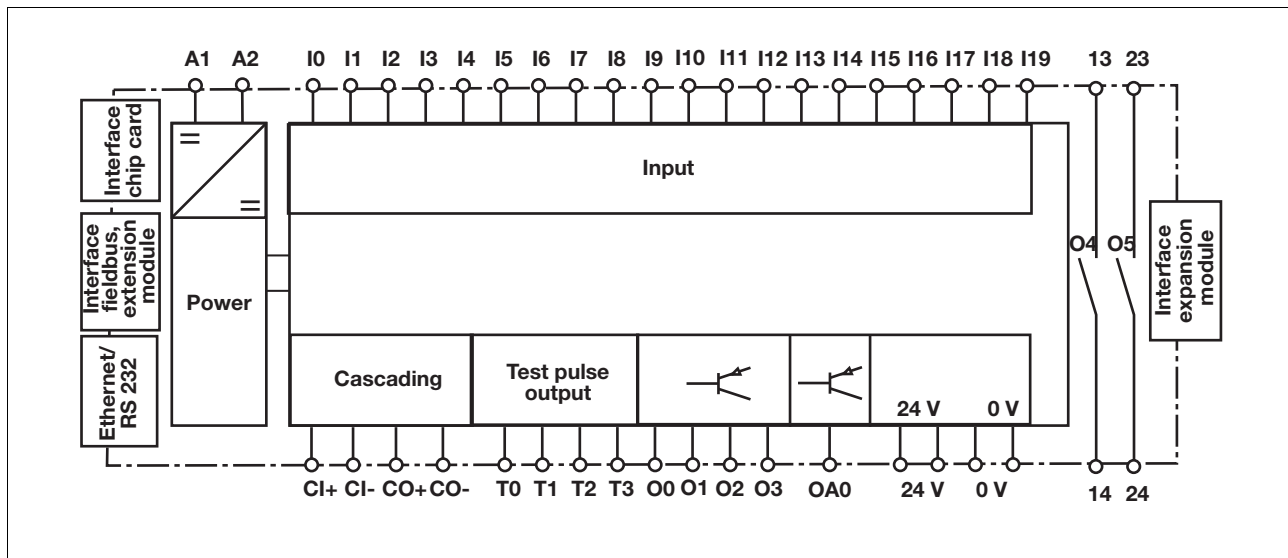 A1 A2 I0 I1 I2 I3 I4 I5 I6 I7 I8 I9 I10 I11 I12 I13 I14 I15 I16 I17 I18 I19 13 23
Interface
chip card
Interface
fieldbus,
extension
module
Ethernet/
RS 232
Power
Input
O4 O5
Interface
expansion
module
Cascading
Test pulse
output
24 V 0 V
CI+ CI- CO+ CO- T0 T1 T2 T3 O0 O1 O2 O3 OA0 24 V 0 V 14 24